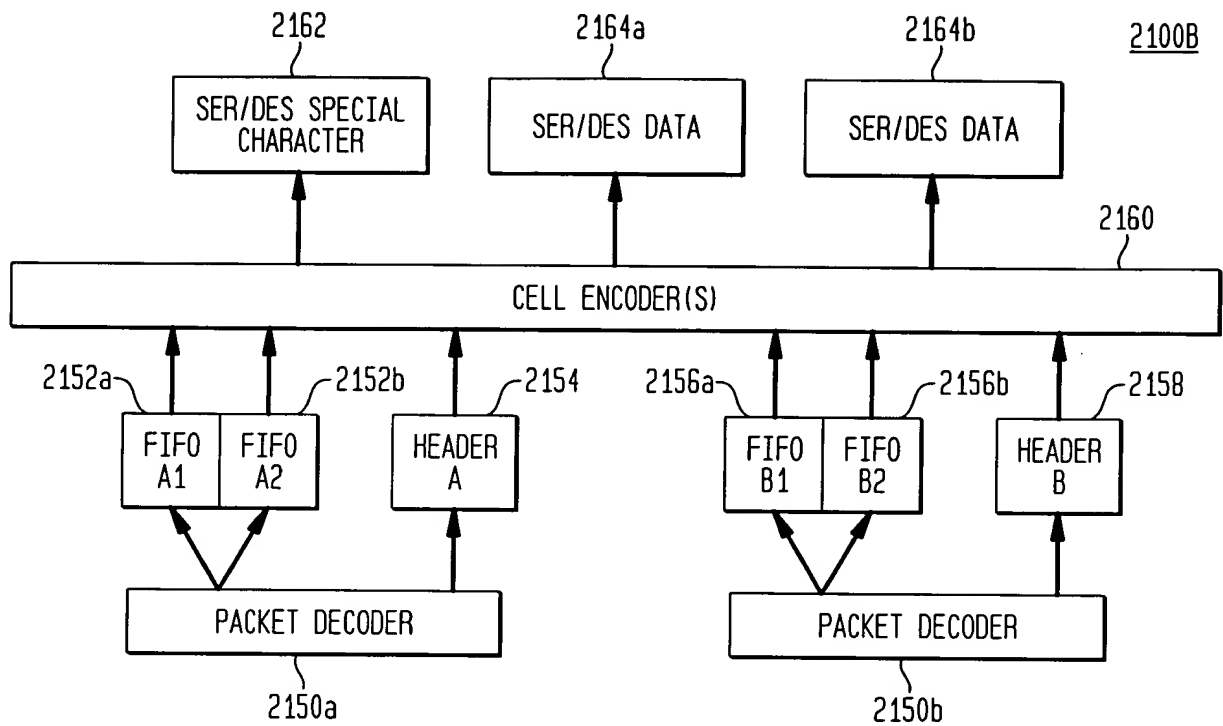 2162
2164a
2164b
2100B
SER/DES SPECIAL
CHARACTER
SER/DES DATA
SER/DES DATA
2160
CELL ENCODER(S)
2152a
2152b
2154
2156a
2156b
2158
FIFO
A1
FIFO
A2
HEADER
A
FIFO
B1
FIFO
B2
HEADER
B
PACKET DECODER
PACKET DECODER
2150a
2150b